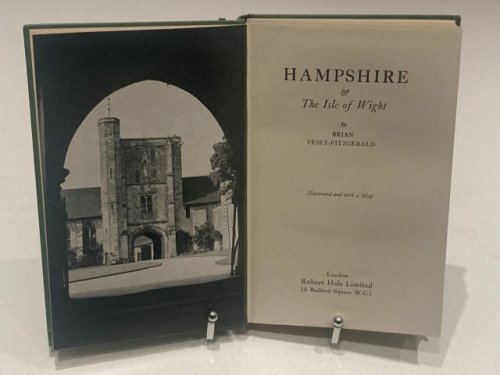 HAMPSHIRE
&
The Isle of Wight
by
BRIAN
VESEY-FITZGERALD
Illustrated and with a Map
London
Robert Hale Limited
18 Bedford Square W.C.1